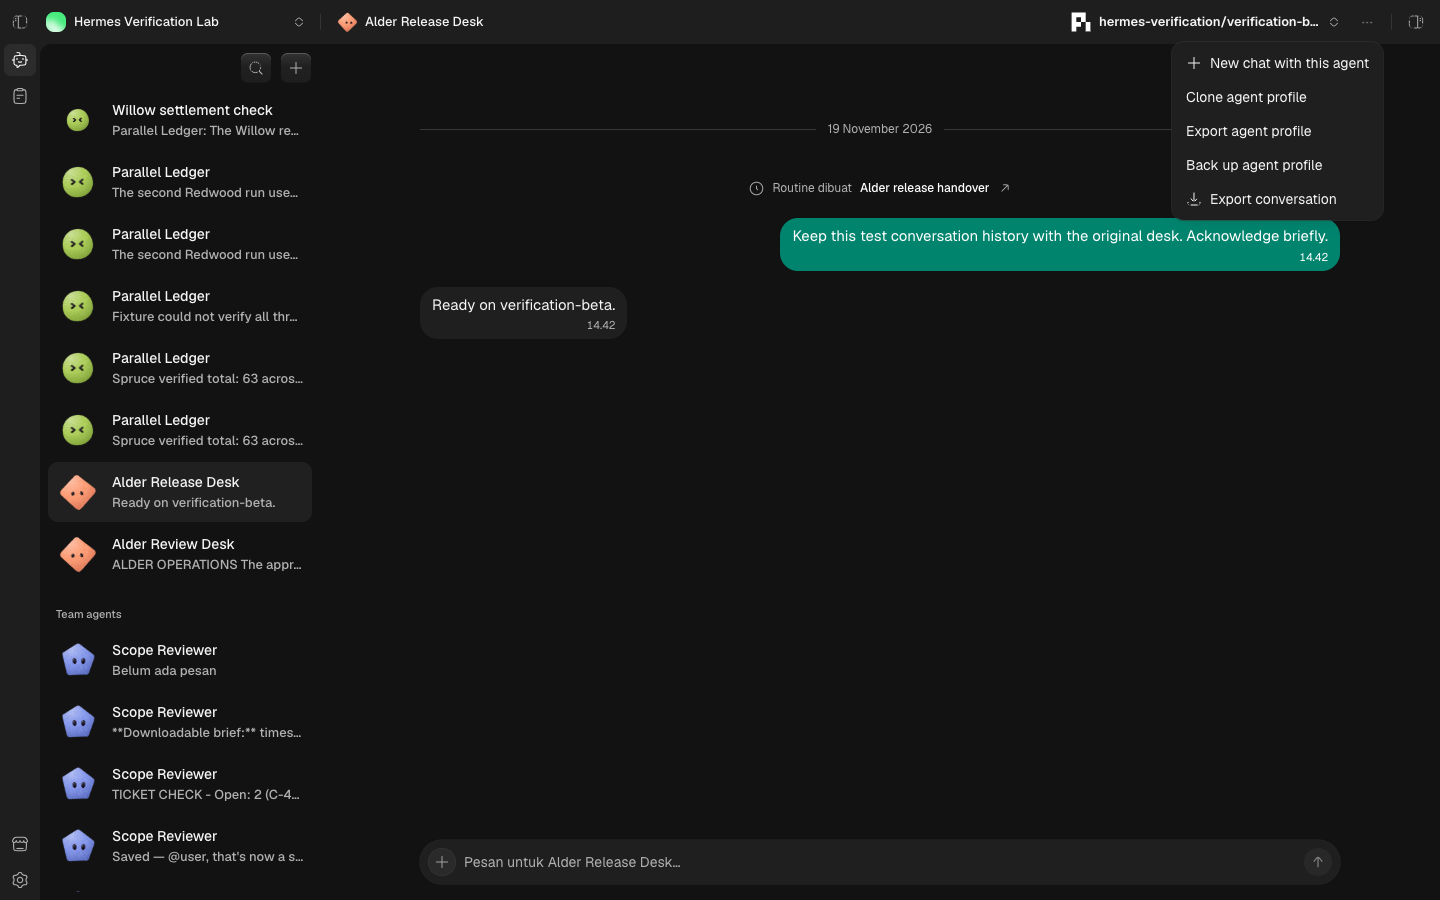 Hermes Verification Lab
Alder Release Desk
hermes-verification/verification-b...
New chat with this agent
Clone agent profile
Export agent profile
Back up agent profile
Export conversation
Willow settlement check
Parallel Ledger: The Willow re...
Parallel Ledger
The second Redwood run use...
Parallel Ledger
The second Redwood run use...
Parallel Ledger
Fixture could not verify all thr...
Parallel Ledger
Spruce verified total: 63 acros...
Parallel Ledger
Spruce verified total: 63 acros...
Alder Release Desk
Ready on verification-beta.
Alder Review Desk
ALDER OPERATIONS The appr...
Team agents
Scope Reviewer
Belum ada pesan
Scope Reviewer
**Downloadable brief:** times...
Scope Reviewer
TICKET CHECK - Open: 2 (C-4...
Scope Reviewer
Saved — @user, that's now a s...
19 November 2026
Routine dibuat Alder release handover
Keep this test conversation history with the original desk. Acknowledge briefly.
14.42
Ready on verification-beta.
14.42
Pesan untuk Alder Release Desk...